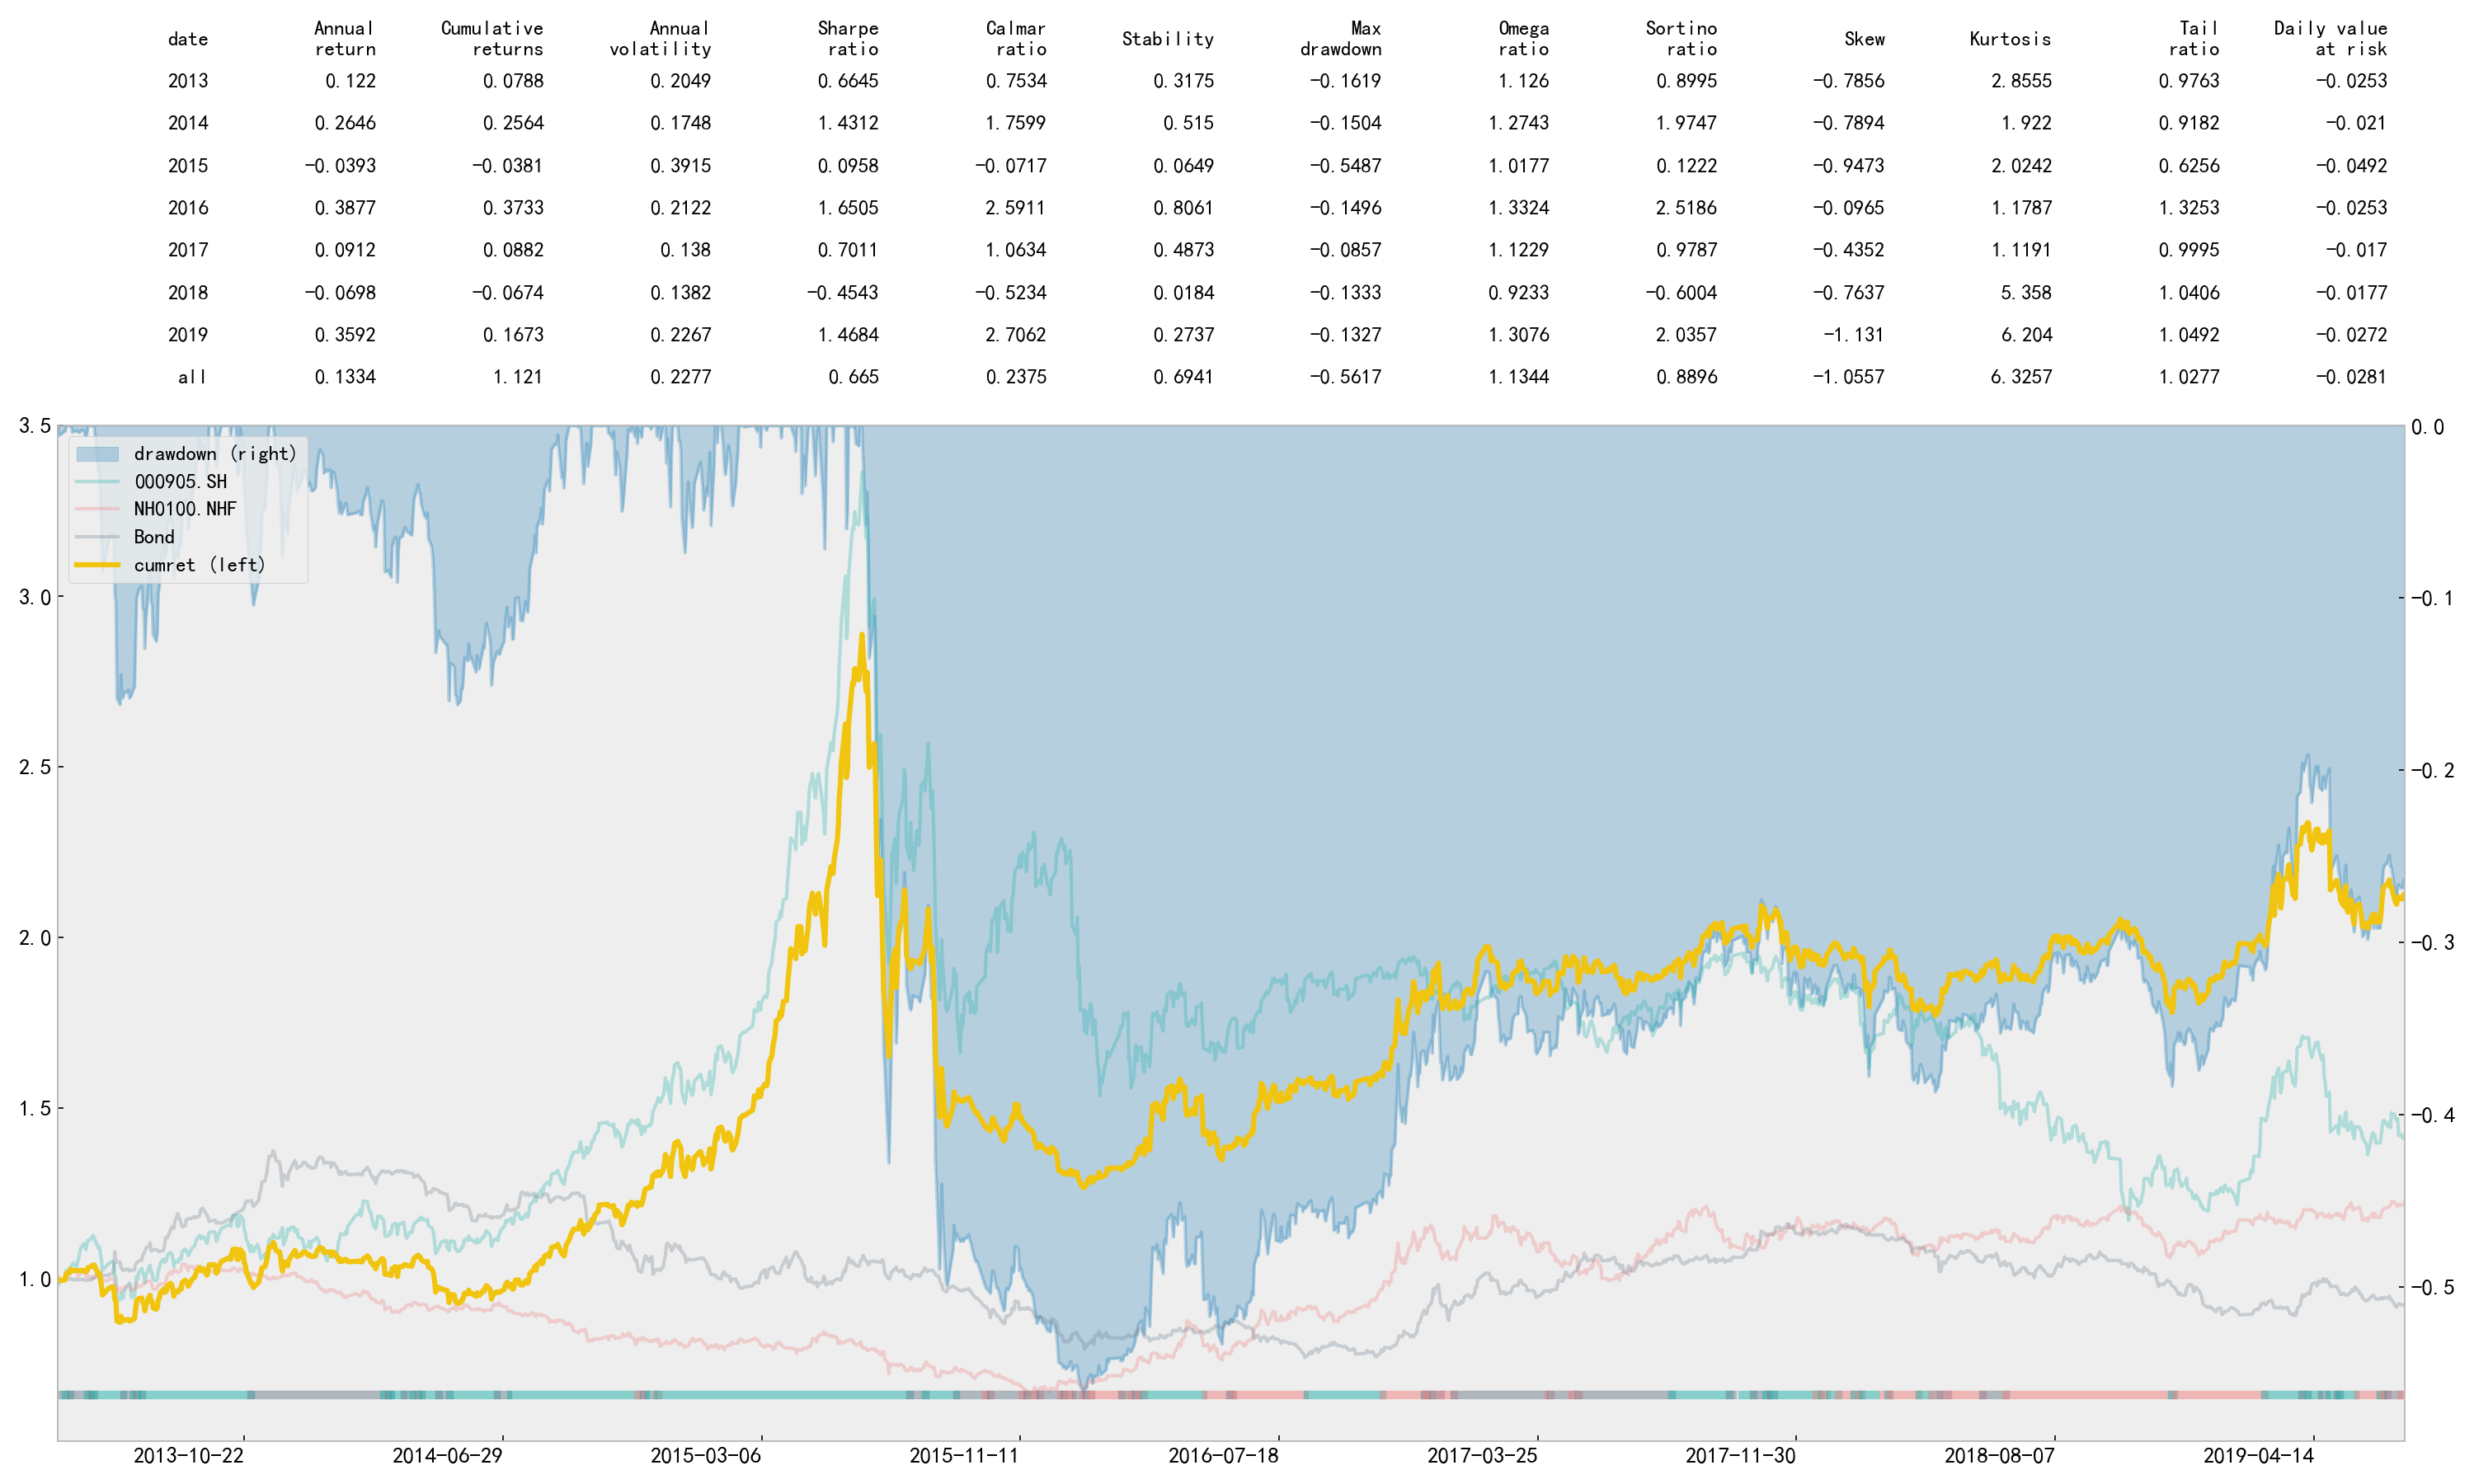 date Annual return Cumulative returns Annual volatility Sharpe ratio Calmar ratio Stability Max drawdown Omega ratio Sortino ratio Skew Kurtosis Tail ratio Daily value at risk
2013 0.122 0.0788 0.2049 0.6645 0.7534 0.3175 −0.1619 1.126 0.8995 −0.7856 2.8555 0.9763 −0.0253
2014 0.2646 0.2564 0.1748 1.4312 1.7599 0.515 −0.1504 1.2743 1.9747 −0.7894 1.922 0.9182 −0.021
2015 −0.0393 −0.0381 0.3915 0.0958 −0.0717 0.0649 −0.5487 1.0177 0.1222 −0.9473 2.0242 0.6256 −0.0492
2016 0.3877 0.3733 0.2122 1.6505 2.5911 0.8061 −0.1496 1.3324 2.5186 −0.0965 1.1787 1.3253 −0.0253
2017 0.0912 0.0882 0.138 0.7011 1.0634 0.4873 −0.0857 1.1229 0.9787 −0.4352 1.1191 0.9995 −0.017
2018 −0.0698 −0.0674 0.1382 −0.4543 −0.5234 0.0184 −0.1333 0.9233 −0.6004 −0.7637 5.358 1.0406 −0.0177
2019 0.3592 0.1673 0.2267 1.4684 2.7062 0.2737 −0.1327 1.3076 2.0357 −1.131 6.204 1.0492 −0.0272
all 0.1334 1.121 0.2277 0.665 0.2375 0.6941 −0.5617 1.1344 0.8896 −1.0557 6.3257 1.0277 −0.0281
3.5
3.0
2.5
2.0
1.5
1.0
drawdown (right)
000905.SH
NH0100.NHF
Bond
cumret (left)
0.0
−0.1
−0.2
−0.3
−0.4
−0.5
2013−10−22 2014−06−29 2015−03−06 2015−11−11 2016−07−18 2017−03−25 2017−11−30 2018−08−07 2019−04−14